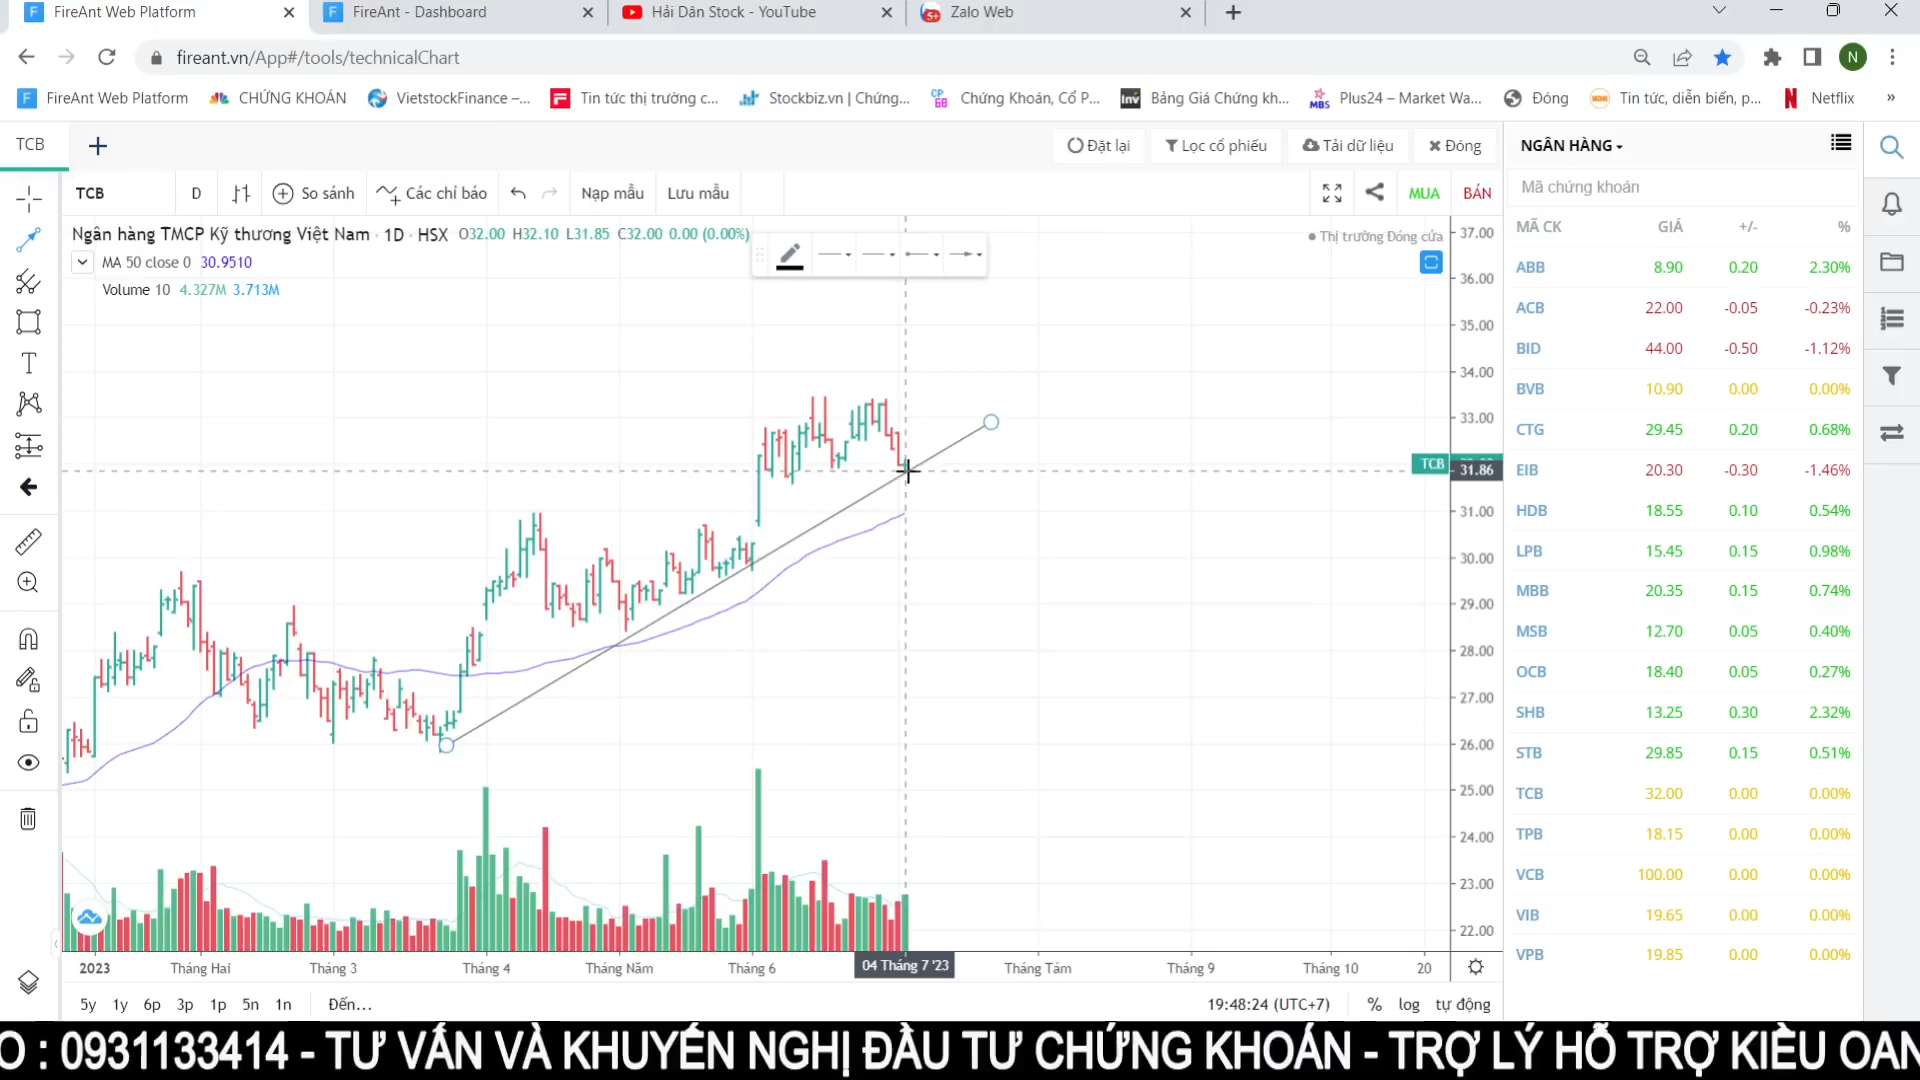 FireAnt Web Platform
FireAnt - Dashboard
Hải Dân Stock - YouTube
5+
Zalo Web
fireant.vn/App#/tools/technicalChart
N
FireAnt Web Platform
CHỨNG KHOÁN
VietstockFinance –...
Tin tức thị trường c...
Stockbiz.vn | Chứng...
Chứng Khoán, Cổ P...
Bảng Giá Chứng kh...
Plus24 – Market Wa...
Đóng
Tin tức, diễn biến, p...
Netflix
»
TCB
Đặt lại
Lọc cổ phiếu
Tải dữ liệu
Đóng
NGÂN HÀNG
TCB
D
So sánh
Các chỉ báo
Nạp mẫu
Lưu mẫu
MUA
BÁN
Mã chứng khoán
Ngân hàng TMCP Kỹ thương Việt Nam · 1D · HSX O32.00 H32.10 L31.85 C32.00 0.00 (0.00%)
Thị trường Đóng cửa
MA 50 close 0 30.9510
Volume 10 4.327M 3.713M
37.00
36.00
35.00
34.00
33.00
TCB
31.86
31.00
30.00
29.00
28.00
27.00
26.00
25.00
24.00
23.00
22.00
MÃ CK GIÁ +/- %
ABB 8.90 0.20 2.30%
ACB 22.00 -0.05 -0.23%
BID 44.00 -0.50 -1.12%
BVB 10.90 0.00 0.00%
CTG 29.45 0.20 0.68%
EIB 20.30 -0.30 -1.46%
HDB 18.55 0.10 0.54%
LPB 15.45 0.15 0.98%
MBB 20.35 0.15 0.74%
MSB 12.70 0.05 0.40%
OCB 18.40 0.05 0.27%
SHB 13.25 0.30 2.32%
STB 29.85 0.15 0.51%
TCB 32.00 0.00 0.00%
TPB 18.15 0.00 0.00%
VCB 100.00 0.00 0.00%
VIB 19.65 0.00 0.00%
VPB 19.85 0.00 0.00%
2023 Tháng Hai Tháng 3 Tháng 4 Tháng Năm Tháng 6 04 Tháng 7 '23 Tháng Tám Tháng 9 Tháng 10 20
5y 1y 6p 3p 1p 5n 1n Đến...
19:48:24 (UTC+7) % log tự động
O : 0931133414 - TƯ VẤN VÀ KHUYẾN NGHỊ ĐẦU TƯ CHỨNG KHOÁN - TRỢ LÝ HỖ TRỢ KIỀU OAN